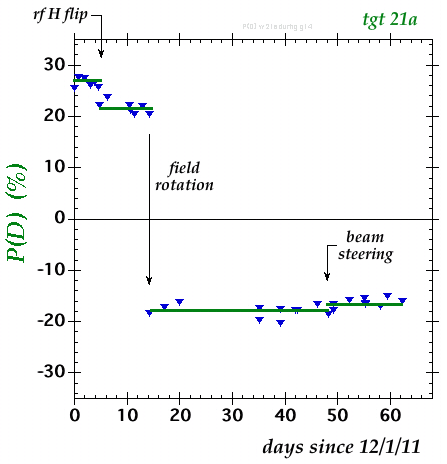 rf H flip
tgt 21a
30
20
10
0
-10
-20
-30
P(D) (%)
field
rotation
beam
steering
0 10 20 30 40 50 60
days since 12/1/11